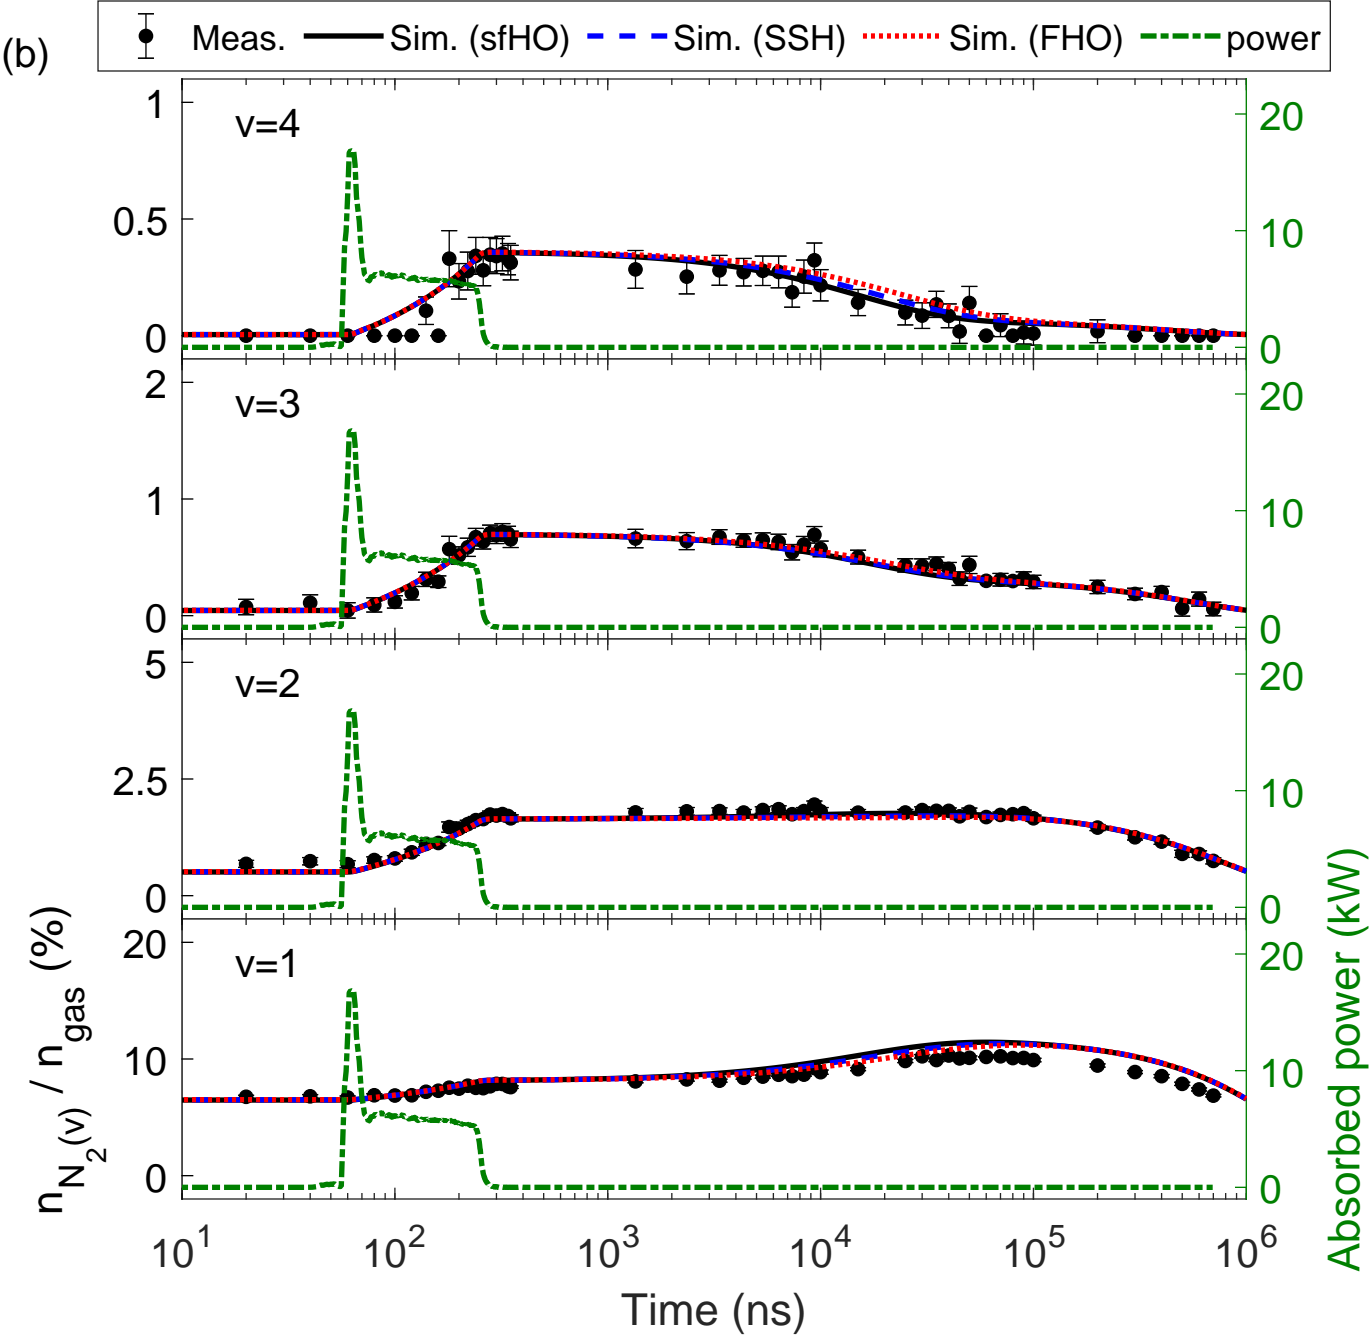 (b)
Meas. Sim. (sfHO) Sim. (SSH) Sim. (FHO) power
v=4
1
0.5
0
20
10
0
v=3
2
1
0
20
10
0
v=2
5
2.5
0
20
10
0
v=1
20
10
0
20
10
0
n_{N_2(v)} / n_{gas} (%)
Absorbed power (kW)
10^1 10^2 10^3 10^4 10^5 10^6
Time (ns)